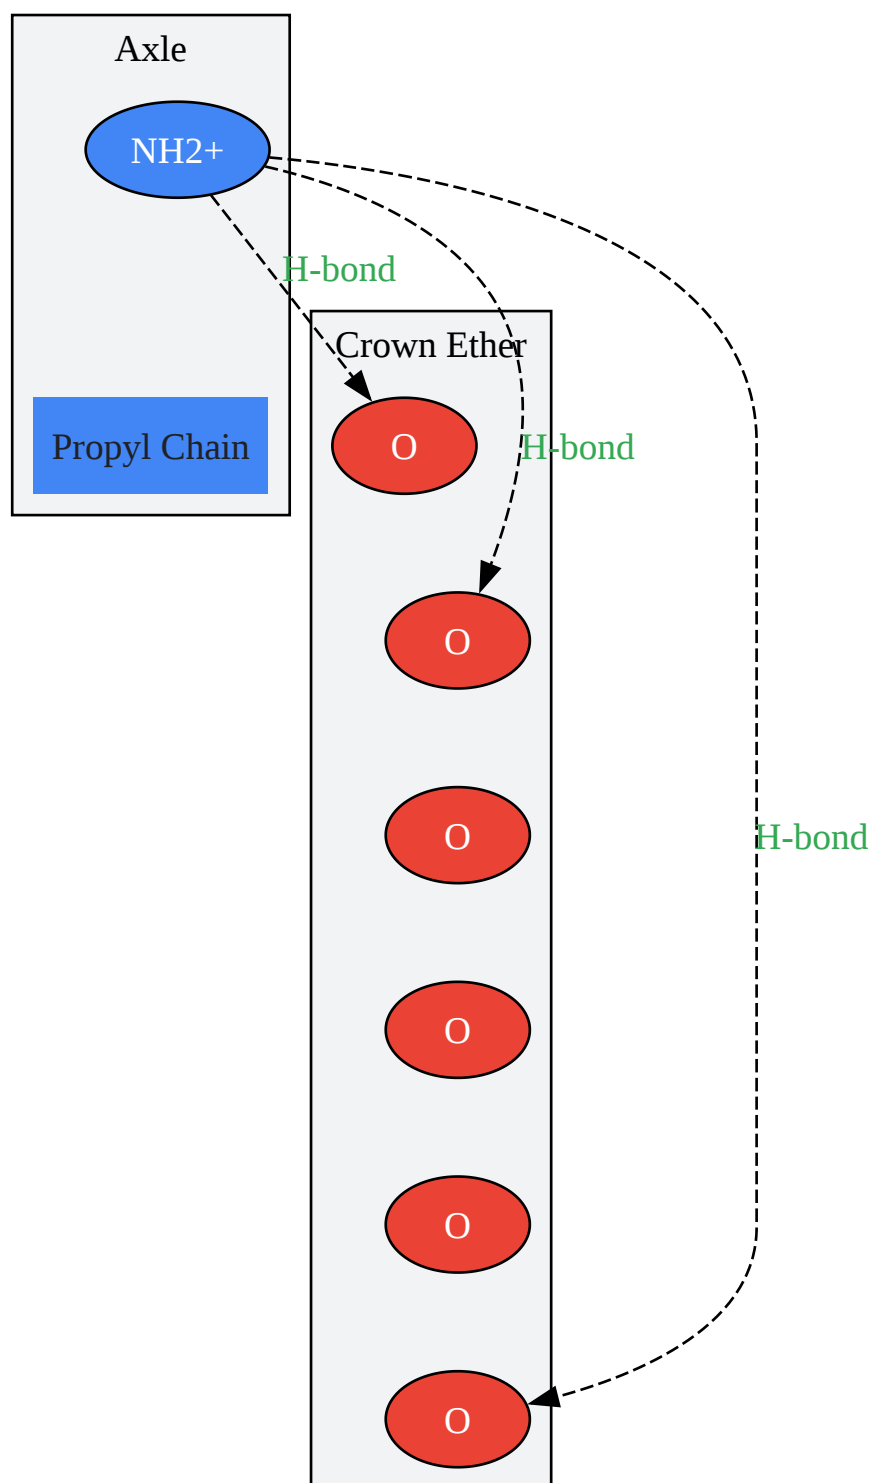 Axle
NH2+
H-bond
Crown Ether
Propyl Chain
O
H-bond
O
O
H-bond
O
O
O